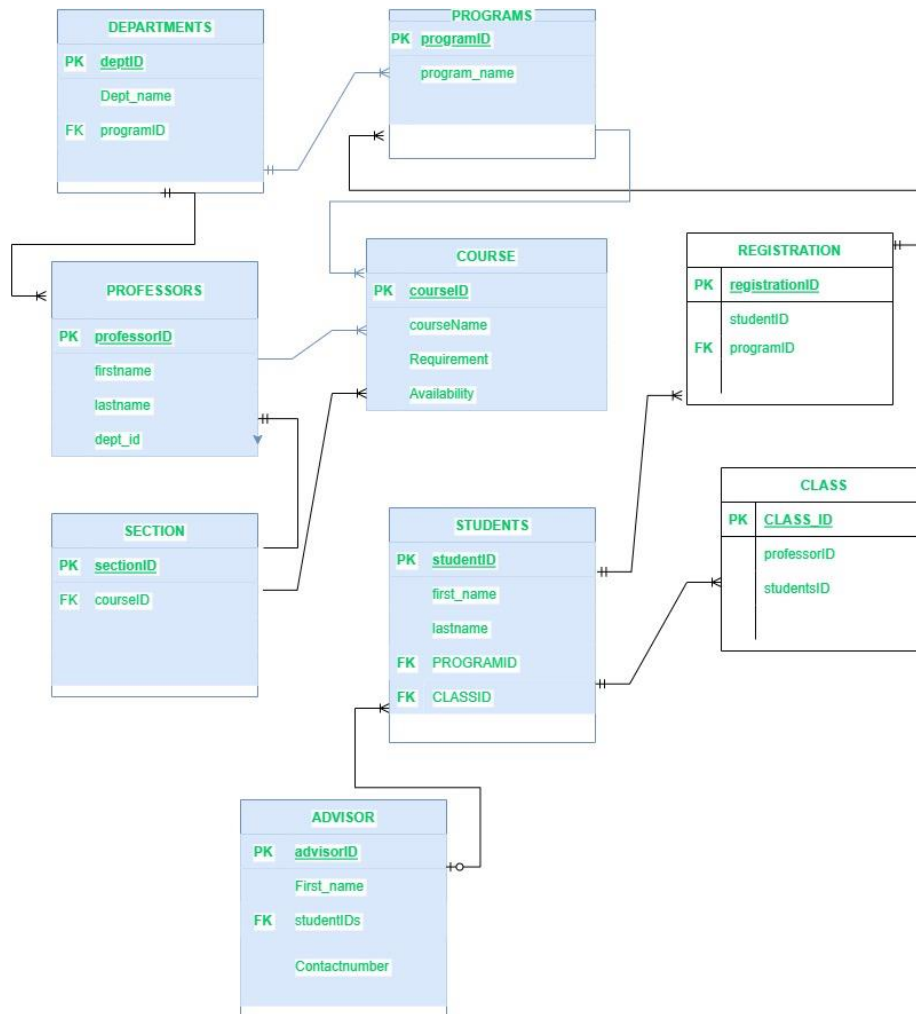 DEPARTMENTS
PK deptID
Dept_name
FK programID
PROGRAMS
PK programID
program_name
PROFESSORS
PK professorID
firstname
lastname
dept_id
COURSE
PK courseID
courseName
Requirement
Availability
REGISTRATION
PK registrationID
studentID
FK programID
SECTION
PK sectionID
FK courseID
STUDENTS
PK studentID
first_name
lastname
FK PROGRAMID
FK CLASSID
CLASS
PK CLASS_ID
professorID
studentsID
ADVISOR
PK advisorID
First_name
FK studentIDs
Contactnumber